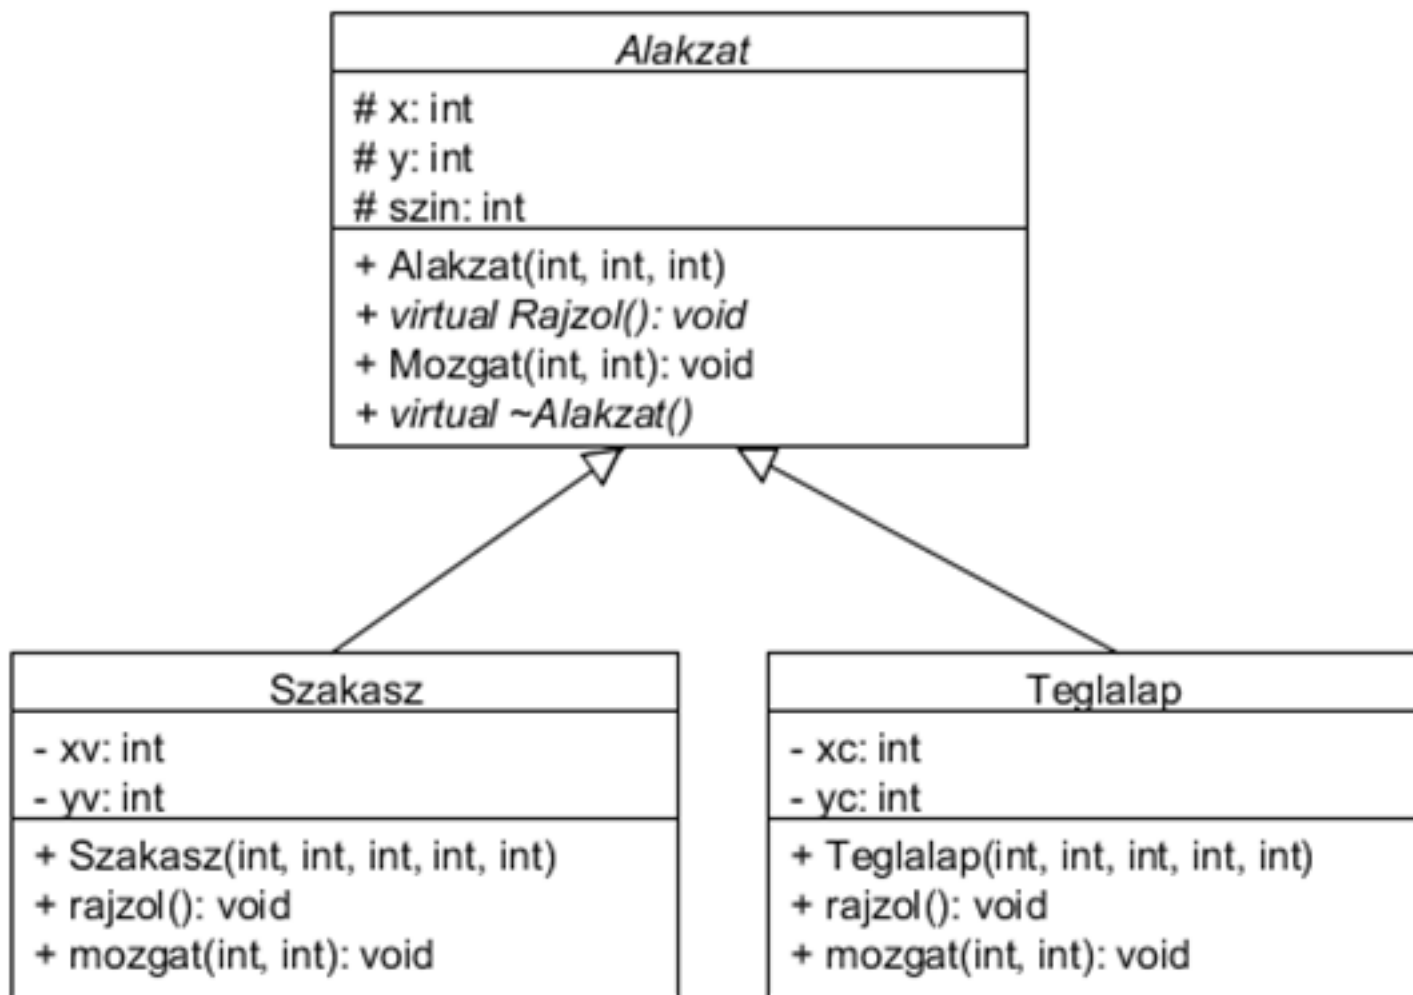 Alakzat
# x: int
# y: int
# szin: int
+ Alakzat(int, int, int)
+ virtual Rajzol(): void
+ Mozgat(int, int): void
+ virtual ~Alakzat()
Szakasz
- xv: int
- yv: int
+ Szakasz(int, int, int, int, int)
+ rajzol(): void
+ mozgat(int, int): void
Teglalap
- xc: int
- yc: int
+ Teglalap(int, int, int, int, int)
+ rajzol(): void
+ mozgat(int, int): void